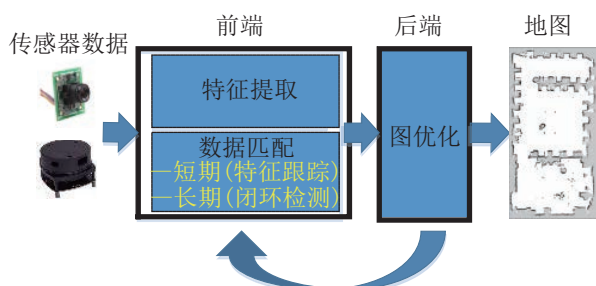 传感器数据
前端
后端
地图
特征提取
数据匹配
—短期(特征跟踪)
—长期(闭环检测)
图优化